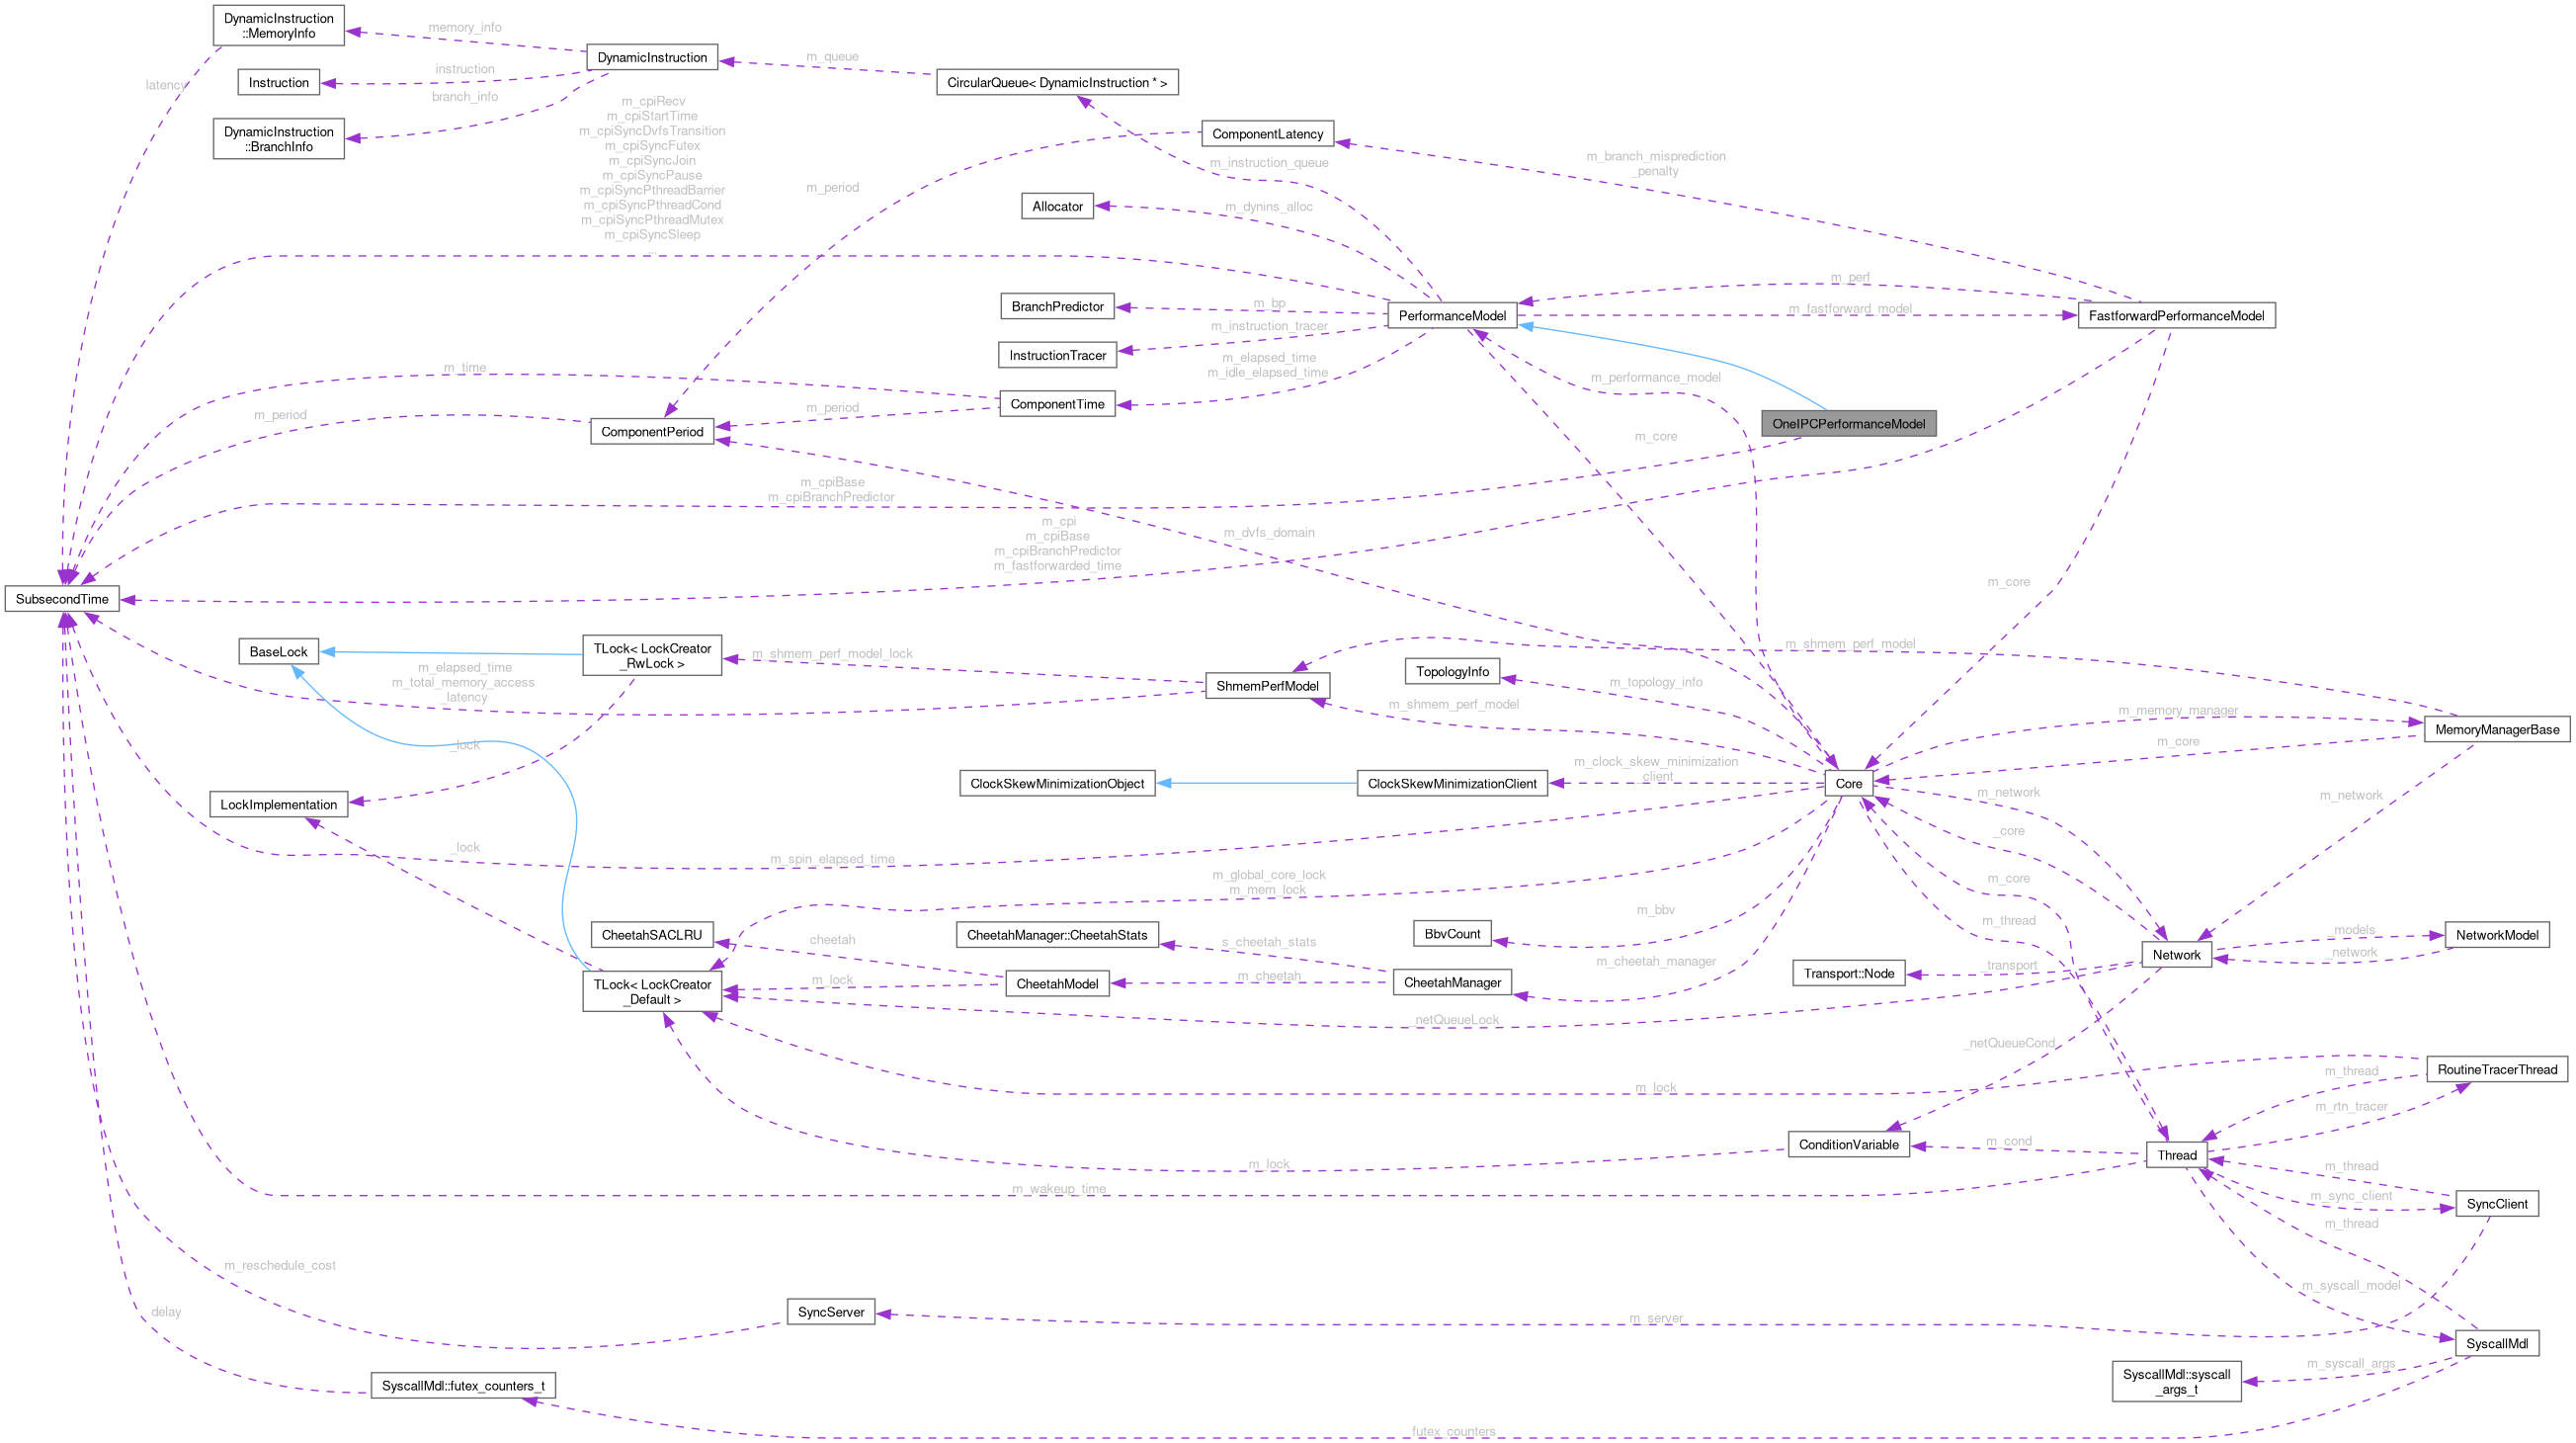 DynamicInstruction
::MemoryInfo
memory_info
DynamicInstruction
latency
instruction
Instruction
branch_info
m_queue
CircularQueue< DynamicInstruction * >
DynamicInstruction
::BranchInfo
m_cpiRecv
m_cpiStartTime
m_cpiSyncDvfsTransition
m_cpiSyncFutex
m_cpiSyncJoin
m_cpiSyncPause
m_cpiSyncPthreadBarrier
m_cpiSyncPthreadCond
m_cpiSyncPthreadMutex
m_cpiSyncSleep
...
ComponentLatency
m_instruction_queue
m_branch_misprediction
_penalty
m_period
Allocator
m_dynins_alloc
m_perf
BranchPredictor
m_bp
PerformanceModel
m_fastforward_model
FastforwardPerformanceModel
m_instruction_tracer
InstructionTracer
m_elapsed_time
m_idle_elapsed_time
m_time
m_performance_model
ComponentTime
m_period
m_period
ComponentPeriod
OneIPCPerformanceModel
m_core
m_cpiBase
m_cpiBranchPredictor
m_cpi
m_cpiBase
m_cpiBranchPredictor
m_fastforwarded_time
m_dvfs_domain
m_core
SubsecondTime
BaseLock
TLock< LockCreator
_RwLock >
m_shmem_perf_model_lock
m_shmem_perf_model
m_elapsed_time
m_total_memory_access
_latency
ShmemPerfModel
TopologyInfo
m_topology_info
m_shmem_perf_model
m_memory_manager
MemoryManagerBase
m_core
_lock
m_clock_skew_minimization
_client
ClockSkewMinimizationObject
ClockSkewMinimizationClient
Core
m_network
m_network
LockImplementation
_core
_lock
m_spin_elapsed_time
m_global_core_lock
m_mem_lock
m_core
m_bbv
m_thread
CheetahSACLRU
cheetah
CheetahManager::CheetahStats
s_cheetah_stats
BbvCount
_models
NetworkModel
Network
_network
m_cheetah_manager
_transport
Transport::Node
TLock< LockCreator
_Default >
m_lock
CheetahModel
m_cheetah
CheetahManager
_netQueueLock
_netQueueCond
m_lock
RoutineTracerThread
m_thread
m_rtn_tracer
ConditionVariable
m_cond
Thread
m_lock
m_thread
m_wakeup_time
m_sync_client
SyncClient
m_thread
m_reschedule_cost
m_syscall_model
delay
SyncServer
m_server
SyscallMdl
m_syscall_args
SyscallMdl::syscall
_args_t
SyscallMdl::futex_counters_t
futex_counters